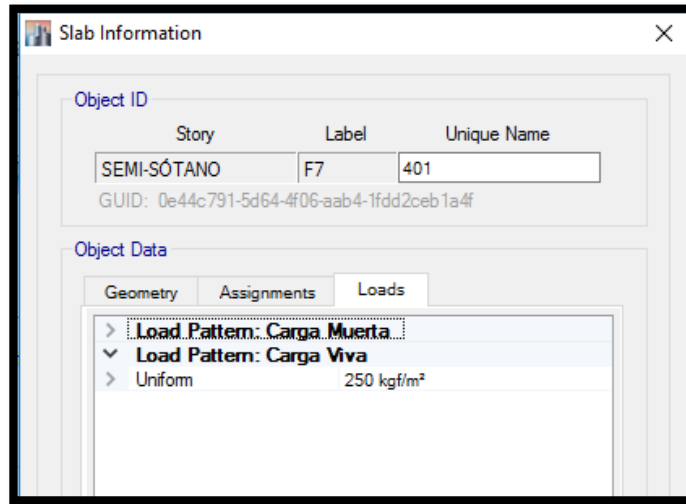 Slab Information
Object ID
Story Label Unique Name
SEMI-SÓTANO F7 401
GUID: 0e44c791-5d64-4f06-aab4-1fdd2ceb1a4f
Object Data
Geometry Assignments Loads
Load Pattern: Carga Muerta
Load Pattern: Carga Viva
Uniform 250 kgf/m²